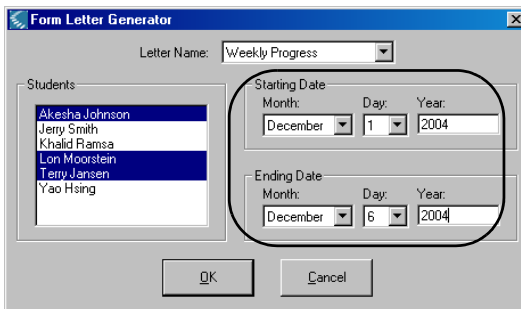 Form Letter Generator
Letter Name: Weekly Progress
Students
Akesha Johnson
Jerry Smith
Khalid Ramsa
Lon Moorstein
Terry Jansen
Yao Hsing
Starting Date
Month: Day: Year:
December 1 2004
Ending Date
Month: Day: Year:
December 6 2004
OK Cancel